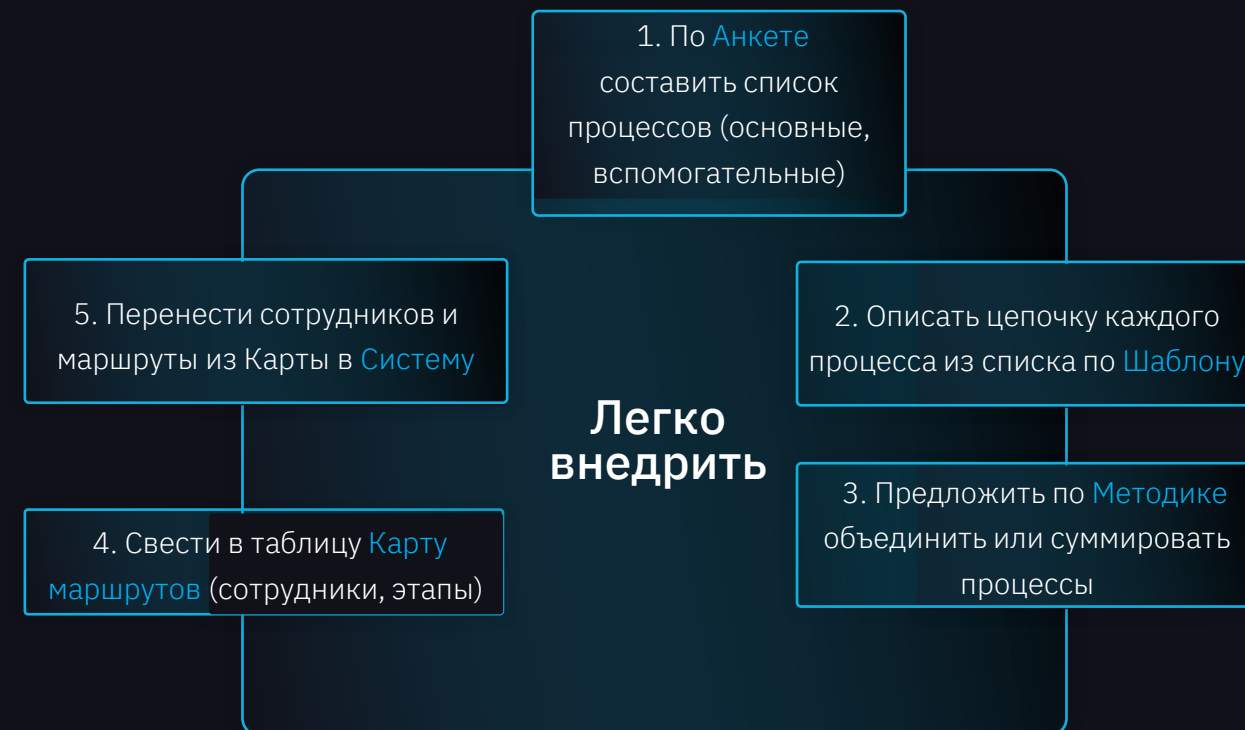 1. По Анкете
составить список
процессов (основные,
вспомогательные)
5. Перенести сотрудников и
маршруты из Карты в Систему
2. Описать цепочку каждого
процесса из списка по Шаблону
Легко
внедрить
3. Предложить по Методике
объединить или суммировать
процессы
4. Свести в таблицу Карту
маршрутов (сотрудники, этапы)